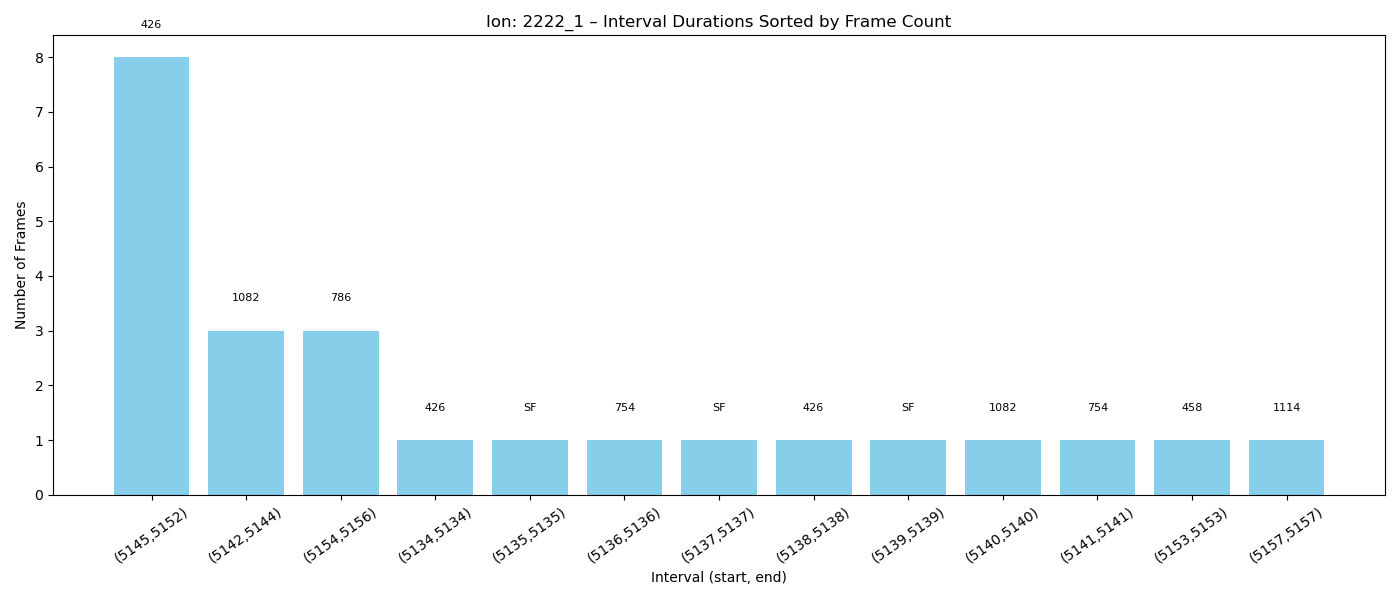 426
Ion: 2222_1 – Interval Durations Sorted by Frame Count
8
7
6
5
4
3
2
1
0
Number of Frames
1082 786
426 SF 754 SF 426 SF 1082 754 458 1114
(5145,5152) (5142,5144) (5154,5156) (5134,5134) (5135,5135) (5136,5136) (5137,5137) (5138,5138) (5139,5139) (5140,5140) (5141,5141) (5153,5153) (5157,5157)
Interval (start, end)